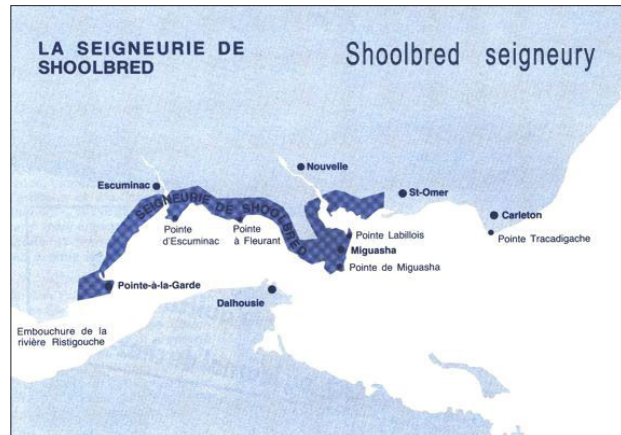 LA SEIGNEURIE DE
SHOOLBRED
Shoolbred seigneury
Nouvelle
Escuminac
St-Omer
SEIGNEURIE DE SHOOLBRED
Carleton
Pointe
d'Escuminac
Pointe
à Fleurant
Pointe Labillois
Pointe Tracadigache
Miguasha
Pointe de Miguasha
Pointe-à-la-Garde
Dalhousie
Embouchure de la
rivière Ristigouche